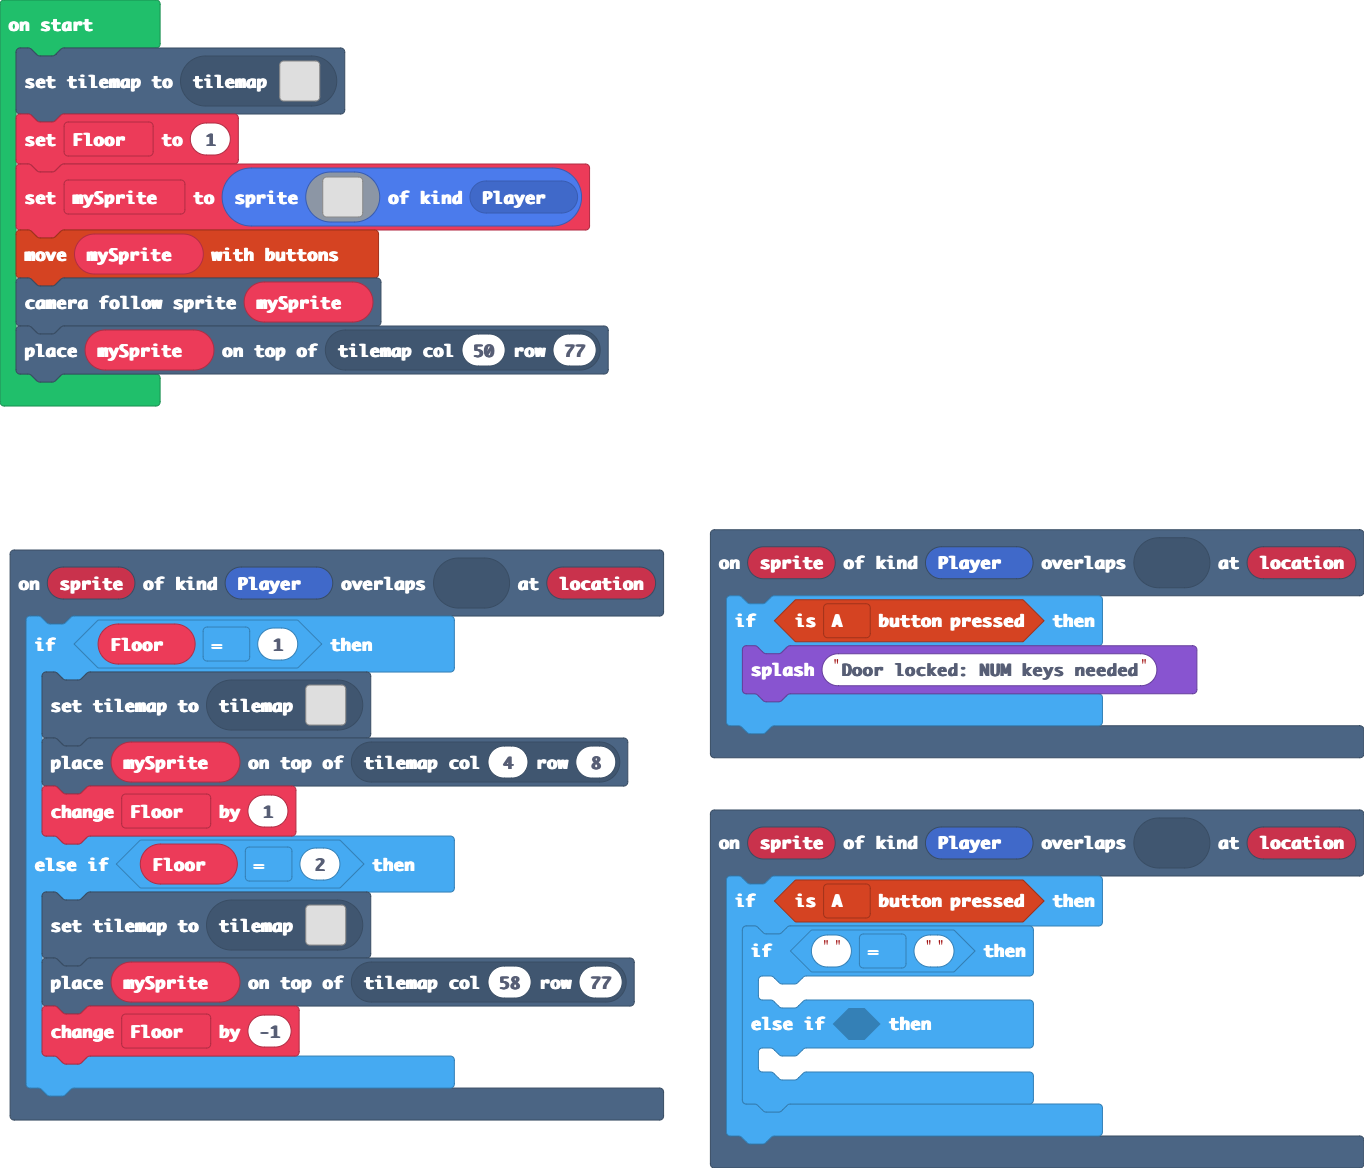 on start
set tilemap to tilemap
set Floor to 1
set mySprite to sprite of kind Player
move mySprite with buttons
camera follow sprite mySprite
place mySprite on top of tilemap col 50 row 77
on sprite of kind Player overlaps at location
if Floor = 1 then
set tilemap to tilemap
place mySprite on top of tilemap col 4 row 8
change Floor by 1
else if Floor = 2 then
set tilemap to tilemap
place mySprite on top of tilemap col 58 row 77
change Floor by -1
on sprite of kind Player overlaps at location
if is A button pressed then
splash "Door locked: NUM keys needed"
on sprite of kind Player overlaps at location
if is A button pressed then
if "" = "" then
else if then